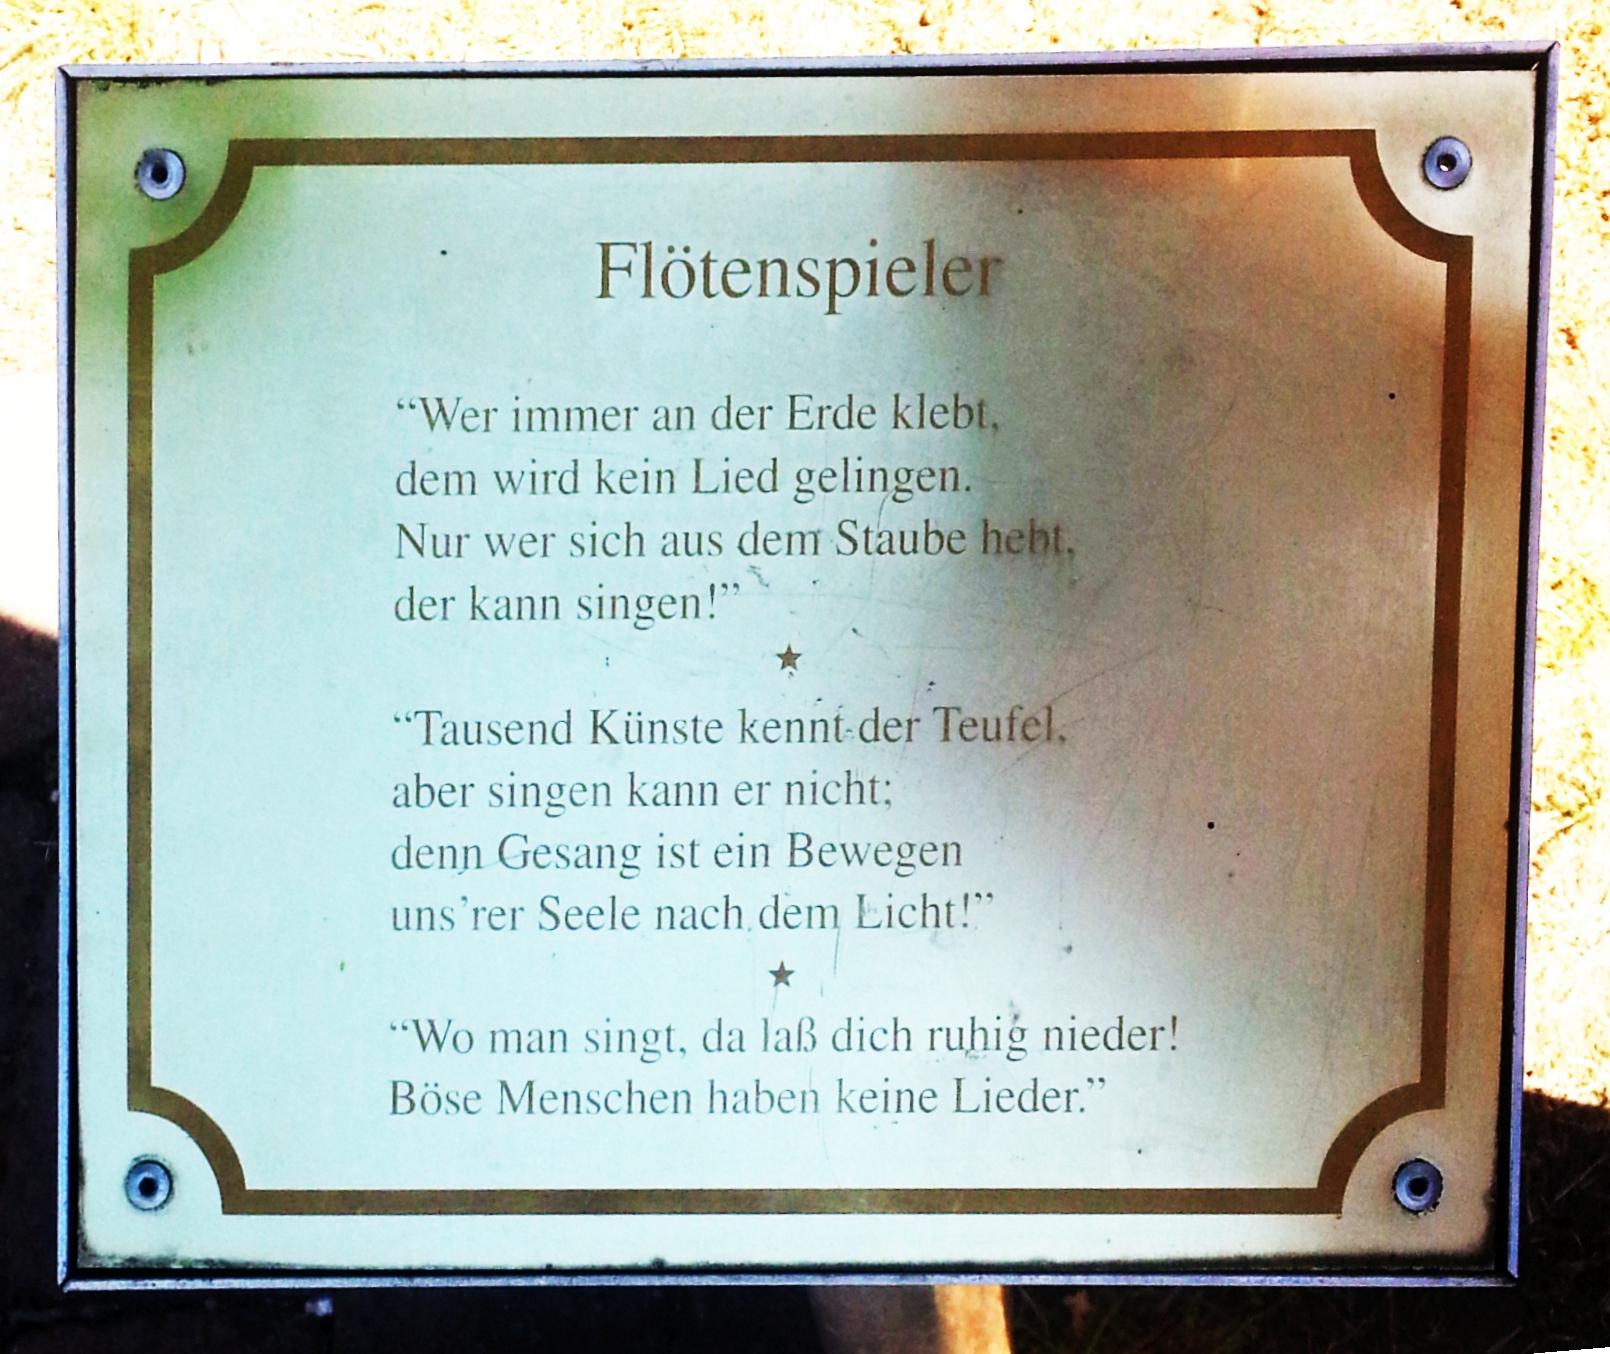 Flötenspieler
“Wer immer an der Erde klebt,
dem wird kein Lied gelingen.
Nur wer sich aus dem Staube hebt,
der kann singen!”
★
“Tausend Künste kennt der Teufel,
aber singen kann er nicht;
denn Gesang ist ein Bewegen
uns’rer Seele nach dem Licht!”
★
“Wo man singt, da laß dich ruhig nieder!
Böse Menschen haben keine Lieder.”